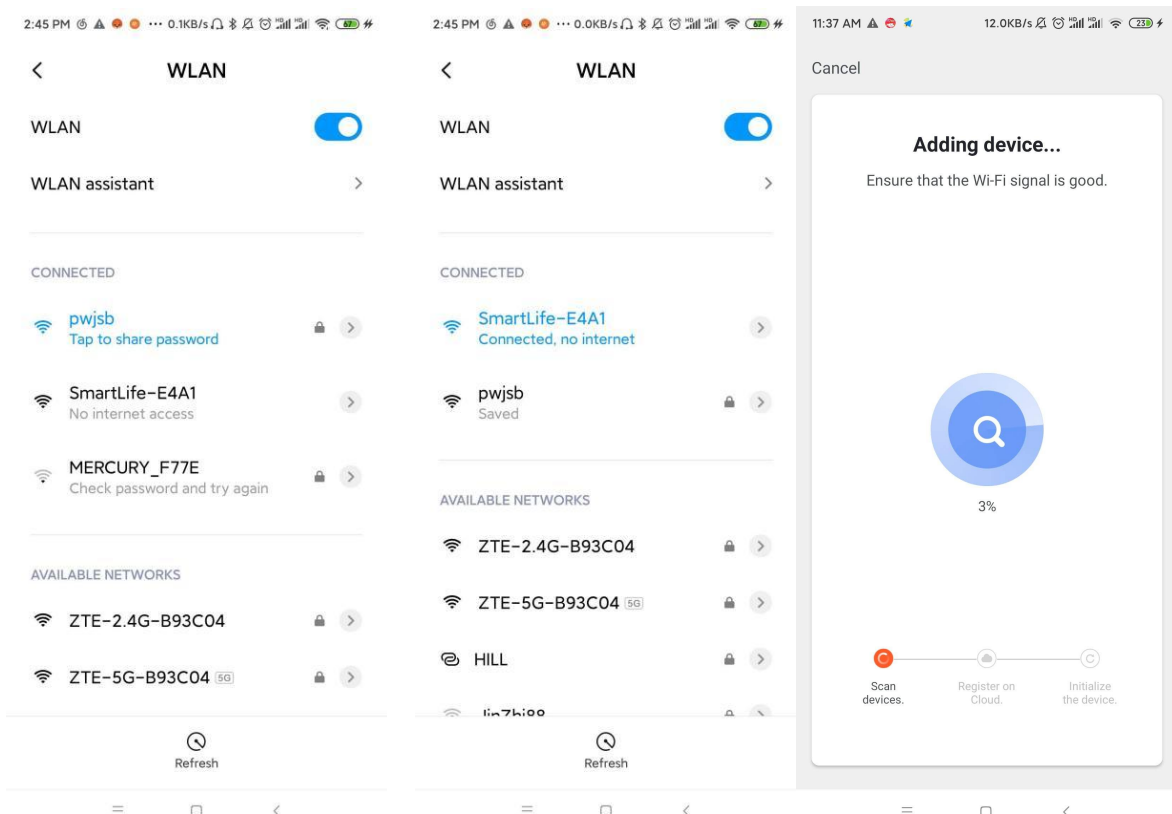 2:45 PM
0.1KB/s
67
WLAN
WLAN
WLAN assistant
CONNECTED
pwjsb
Tap to share password
SmartLife-E4A1
No internet access
MERCURY_F77E
Check password and try again
AVAILABLE NETWORKS
ZTE-2.4G-B93C04
ZTE-5G-B93C04 5G
Refresh
2:45 PM
0.0KB/s
67
WLAN
WLAN
WLAN assistant
CONNECTED
SmartLife-E4A1
Connected, no internet
pwjsb
Saved
AVAILABLE NETWORKS
ZTE-2.4G-B93C04
ZTE-5G-B93C04 5G
HILL
JinZhi88
Refresh
11:37 AM
12.0KB/s
23
Cancel
Adding device...
Ensure that the Wi-Fi signal is good.
3%
Scan
devices.
Register on
Cloud.
Initialize
the device.